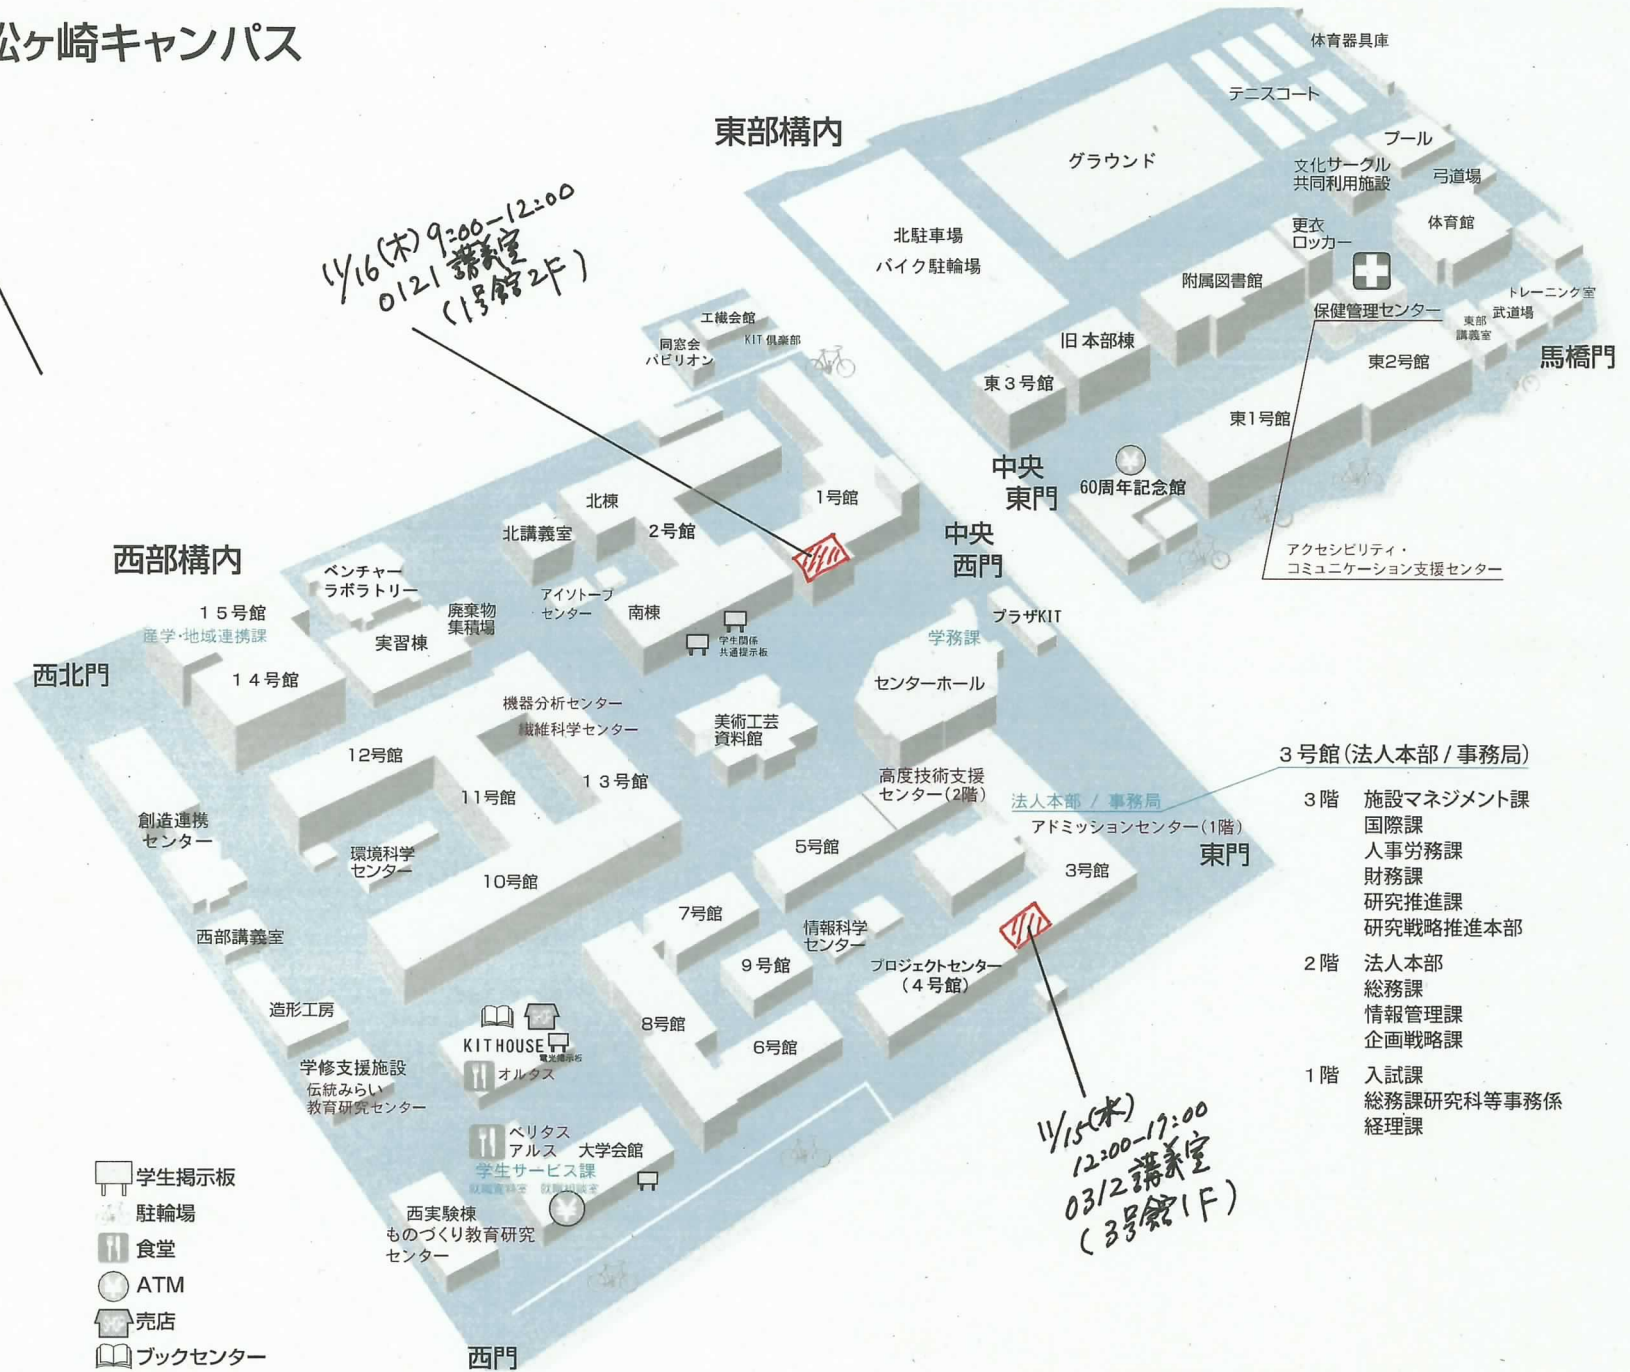 松ヶ崎キャンパス
東部構内
体育器具庫
テニスコート
グラウンド
プール
文化サークル
共同利用施設
弓道場
体育館
更衣
ロッカー
北駐車場
バイク駐輪場
附属図書館
保健管理センター
トレーニング室
武道場
東部
講義室
馬橋門
旧本部棟
東3号館
東2号館
東1号館
中央
東門
60周年記念館
アクセシビリティ・
コミュニケーション支援センター
11/16(木) 9:00-12:00
0121 講義室
(1号館2F)
工繊会館
KIT倶楽部
同窓会
パビリオン
1号館
北棟
2号館
北講義室
中央
西門
西部構内
ベンチャー
ラボラトリー
アイソトープ
センター
南棟
廃棄物
集積場
実習棟
15号館
産学・地域連携課
14号館
西北門
学生関係
共通掲示板
プラザKIT
学務課
センターホール
機器分析センター
繊維科学センター
美術工芸
資料館
12号館
11号館
13号館
10号館
高度技術支援
センター(2階)
法人本部 / 事務局
アドミッションセンター(1階)
東門
創造連携
センター
環境科学
センター
5号館
3号館
7号館
情報科学
センター
西部講義室
9号館
プロジェクトセンター
(4号館)
造形工房
8号館
6号館
KIT HOUSE
電光掲示板
オルタス
学修支援施設
伝統みらい
教育研究センター
ベリタス
アルス
大学会館
学生サービス課
就職資料室 就職相談室
西実験棟
ものづくり教育研究
センター
西門
11/15(水)
12:00-17:00
0312 講義室
(3号館1F)
3号館(法人本部 / 事務局)
3階 施設マネジメント課
国際課
人事労務課
財務課
研究推進課
研究戦略推進本部
2階 法人本部
総務課
情報管理課
企画戦略課
1階 入試課
総務課研究科等事務係
経理課
学生掲示板
駐輪場
食堂
ATM
売店
ブックセンター